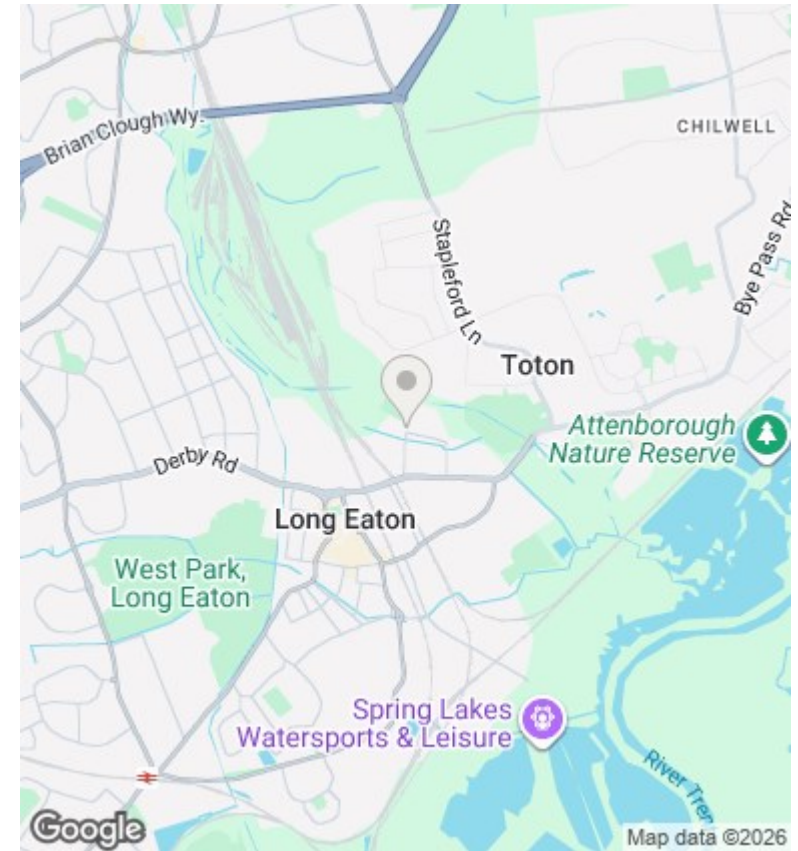 Brian Clough Wy.
CHILWELL
Stapleford Ln
Bye Pass Rd
Toton
Attenborough
Nature Reserve
Derby Rd
Long Eaton
West Park,
Long Eaton
Spring Lakes
Watersports & Leisure
River Tren
Google
Map data ©2026